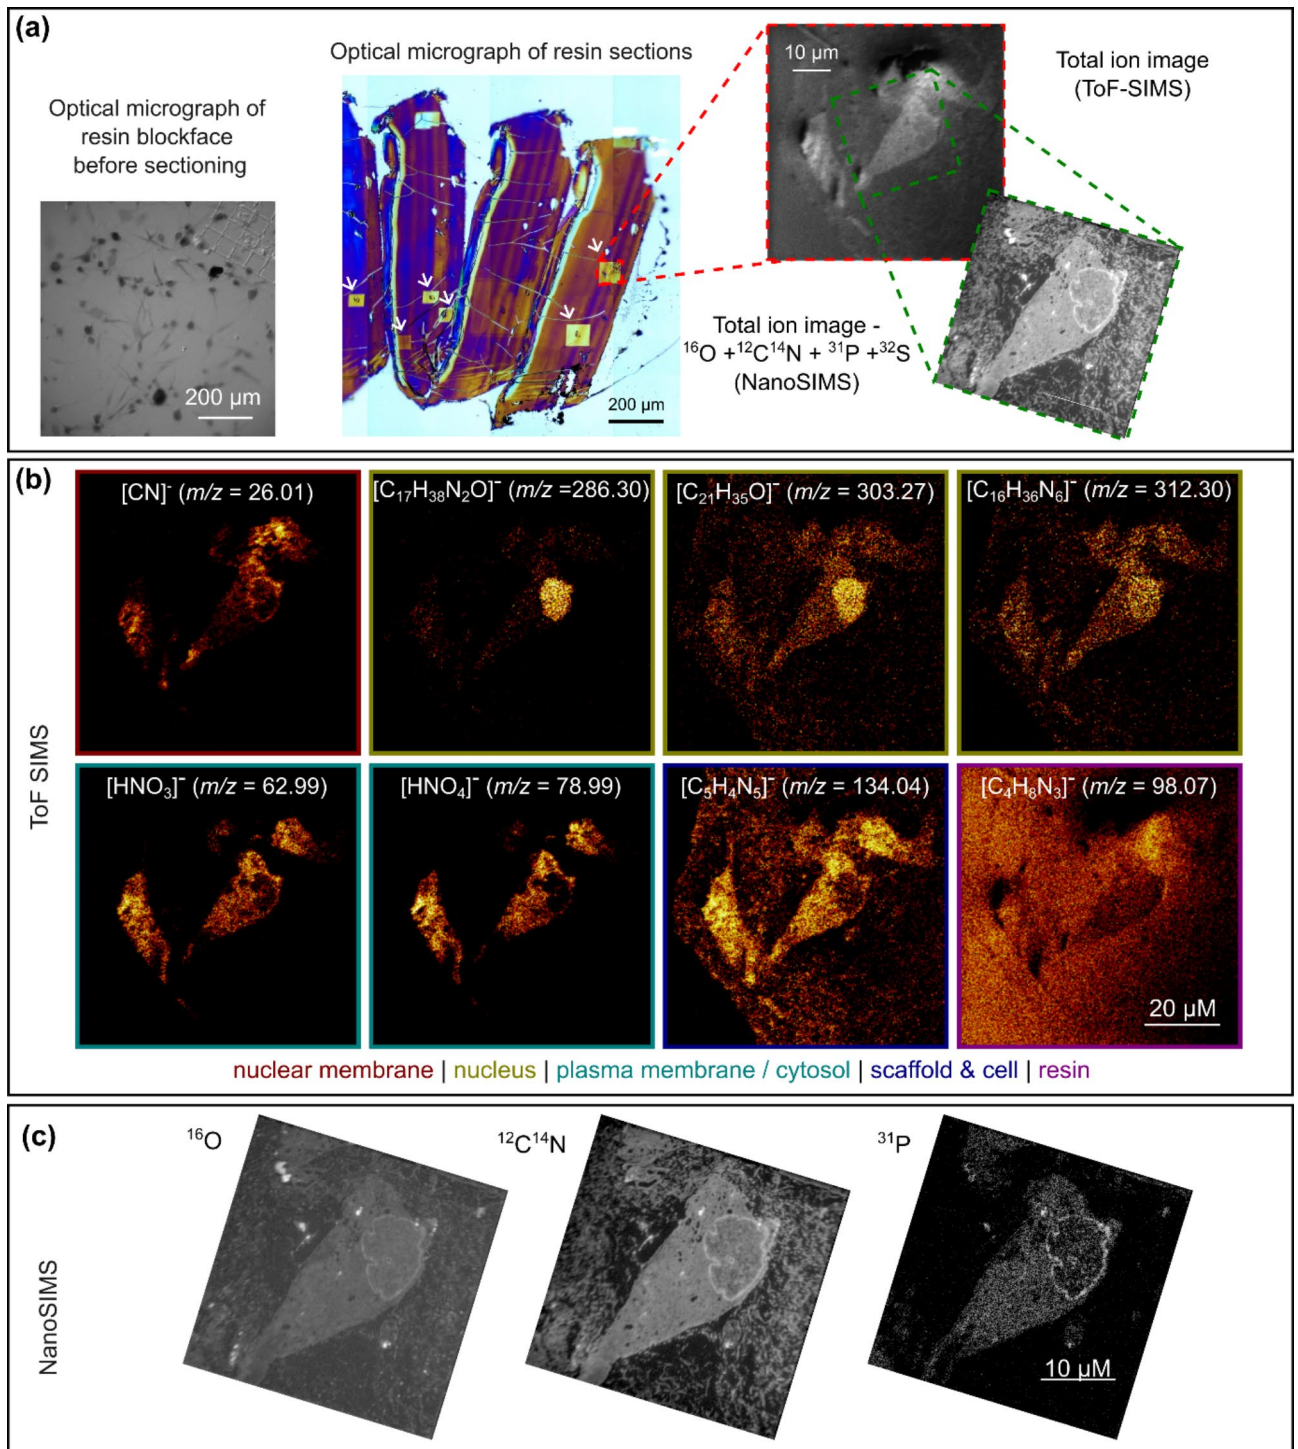 (a)
Optical micrograph of
resin blockface
before sectioning
200 µm
Optical micrograph of resin sections
200 µm
10 µm
Total ion image
(ToF-SIMS)
Total ion image -
¹⁶O +¹²C¹⁴N + ³¹P +³²S
(NanoSIMS)
(b)
ToF SIMS
[CN]⁻ (m/z = 26.01)
[C₁₇H₃₈N₂O]⁻ (m/z =286.30)
[C₂₁H₃₅O]⁻ (m/z = 303.27)
[C₁₆H₃₆N₆]⁻ (m/z = 312.30)
[HNO₃]⁻ (m/z = 62.99)
[HNO₄]⁻ (m/z = 78.99)
[C₅H₄N₅]⁻ (m/z = 134.04)
[C₄H₈N₃]⁻ (m/z = 98.07)
20 µM
nuclear membrane | nucleus | plasma membrane / cytosol | scaffold & cell | resin
(c)
NanoSIMS
¹⁶O
¹²C¹⁴N
³¹P
10 µM